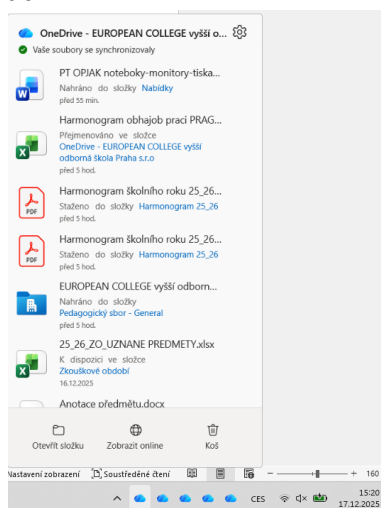 OneDrive - EUROPEAN COLLEGE vyšší o...
Vaše soubory se synchronizovaly
PT OPJAK noteboky-monitory-tiska...
Nahráno do složky Nabídky
před 55 min.
Harmonogram obhajob praci PRAG...
Přejmenováno ve složce
OneDrive - EUROPEAN COLLEGE vyšší
odborná škola Praha s.r.o
před 5 hod.
Harmonogram školního roku 25_26...
Staženo do složky Harmonogram 25_26
před 5 hod.
PDF
Harmonogram školního roku 25_26...
Staženo do složky Harmonogram 25_26
před 5 hod.
PDF
EUROPEAN COLLEGE vyšší odborn...
Nahráno do složky
Pedagogický sbor - General
před 5 hod.
25_26_ZO_UZNANE PREDMETY.xlsx
K dispozici ve složce
Zkouškové období
16.12.2025
Anotace předmětu.docx
Otevřít složku
Zobrazit online
Koš
Nastavení zobrazení
Soustředěné čtení
160
CES
15:20
17.12.2025